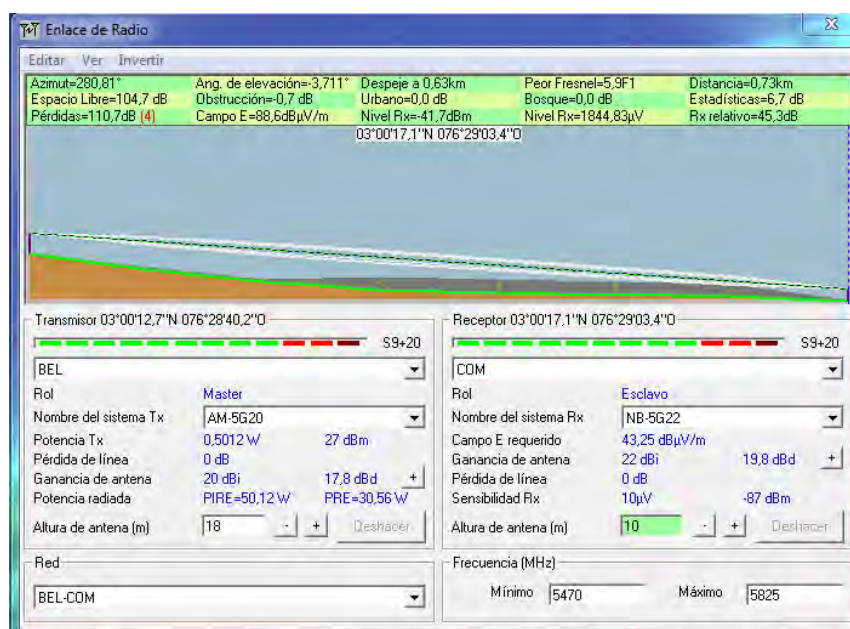 Enlace de Radio
Editar Ver Invertir
Azimut=280,81° Ang. de elevación=-3,711° Despeje a 0,63km Peor Fresnel=5,9F1 Distancia=0,73km
Espacio Libre=104,7 dB Obstrucción=-0,7 dB Urbano=0,0 dB Bosque=0,0 dB Estadísticas=6,7 dB
Pérdidas=110,7dB (4) Campo E=88,6dBµV/m Nivel Rx=-41,7dBm Nivel Rx=1844,83µV Rx relativo=45,3dB
03°00'17,1''N 076°29'03,4''O
Transmisor 03°00'12,7''N 076°28'40,2''O
S9+20
BEL
Rol Master
Nombre del sistema Tx AM-5G20
Potencia Tx 0,5012 W 27 dBm
Pérdida de línea 0 dB
Ganancia de antena 20 dBi 17,8 dBd +
Potencia radiada PIRE=50,12 W PRE=30,56 W
Altura de antena (m) 18 - + Deshacer
Red
BEL-COM
Receptor 03°00'17,1''N 076°29'03,4''O
S9+20
COM
Rol Esclavo
Nombre del sistema Rx NB-5G22
Campo E requerido 43,25 dBµV/m
Ganancia de antena 22 dBi 19,8 dBd +
Pérdida de línea 0 dB
Sensibilidad Rx 10µV -87 dBm
Altura de antena (m) 10 - + Deshacer
Frecuencia (MHz)
Mínimo 5470 Máximo 5825